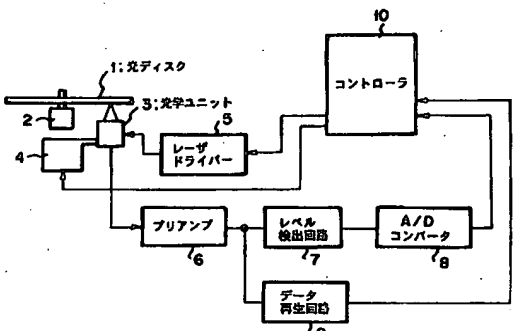 10
コントローラ
1:光ディスク
3:光学ユニット
2
5
4
レーザ
ドライバー
プリアンプ
6
レベル
検出回路
7
A/D
コンバータ
8
データ
再生回路
9